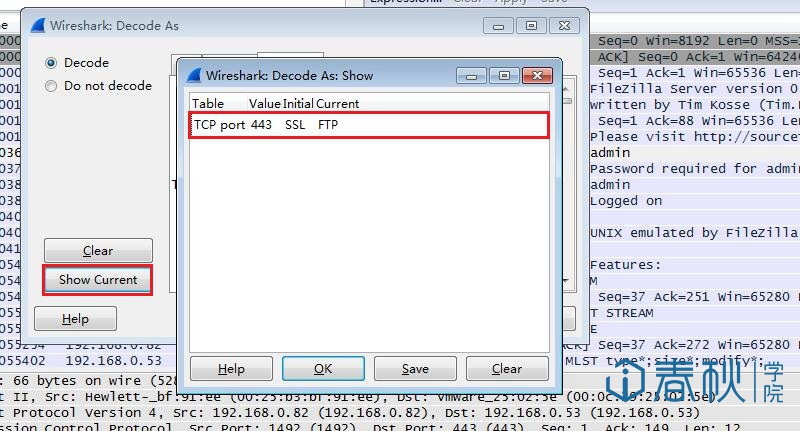 Expression... Clear Apply Save
Wireshark: Decode As
Decode
Do not decode
Clear
Show Current
Help
Wireshark: Decode As: Show
Table Value Initial Current
TCP port 443 SSL FTP
Help OK Save Clear
Seq=0 Win=8192 Len=0 MSS=
ACK] Seq=0 Ack=1 Win=6424
Seq=1 Ack=1 Win=65536
FileZilla Server version 0
written by Tim Kosse (Tim.
Seq=1 Ack=88 Win=65536
Please visit http://source
admin
Password required for admi
admin
Logged on
UNIX emulated by FileZilla
Features:
M
Seq=37 Ack=251 Win=65280
T STREAM
E
ACK] Seq=37 Ack=272 Win=65280
055402 192.168.0.53
MLST type*;size*;modify*;
: 66 bytes on wire (528
t II, Src: Hewlett-_bf:91:ee (00:25:b3:bf:91:ee), Dst: Vmware_25:02:5e (00:0c:29:25:02:5e)
t Protocol Version 4, Src: 192.168.0.82 (192.168.0.82), Dst: 192.168.0.53 (192.168.0.53)
ission Control Protocol, Src Port: 1492 (1492), Dst Port: 443 (443), Seq: 1, Ack: 149, Len: 12
春秋学院